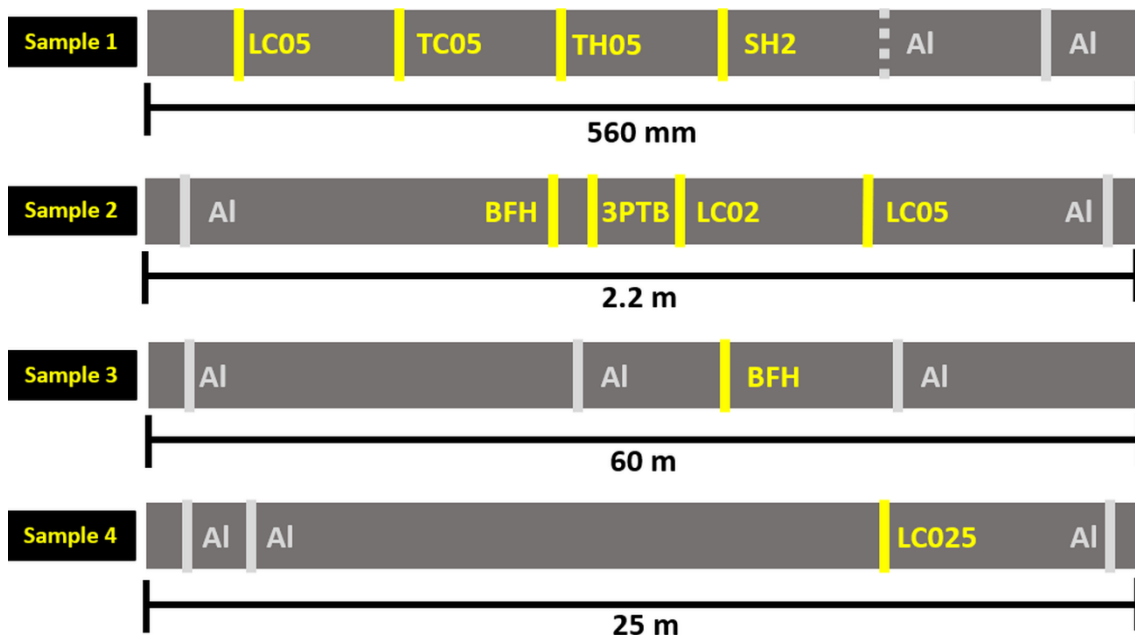 Sample 1 LC05 TC05 TH05 SH2 Al Al
560 mm
Sample 2 Al BFH 3PTB LC02 LC05 Al
2.2 m
Sample 3 Al Al BFH Al
60 m
Sample 4 Al Al LC025 Al
25 m